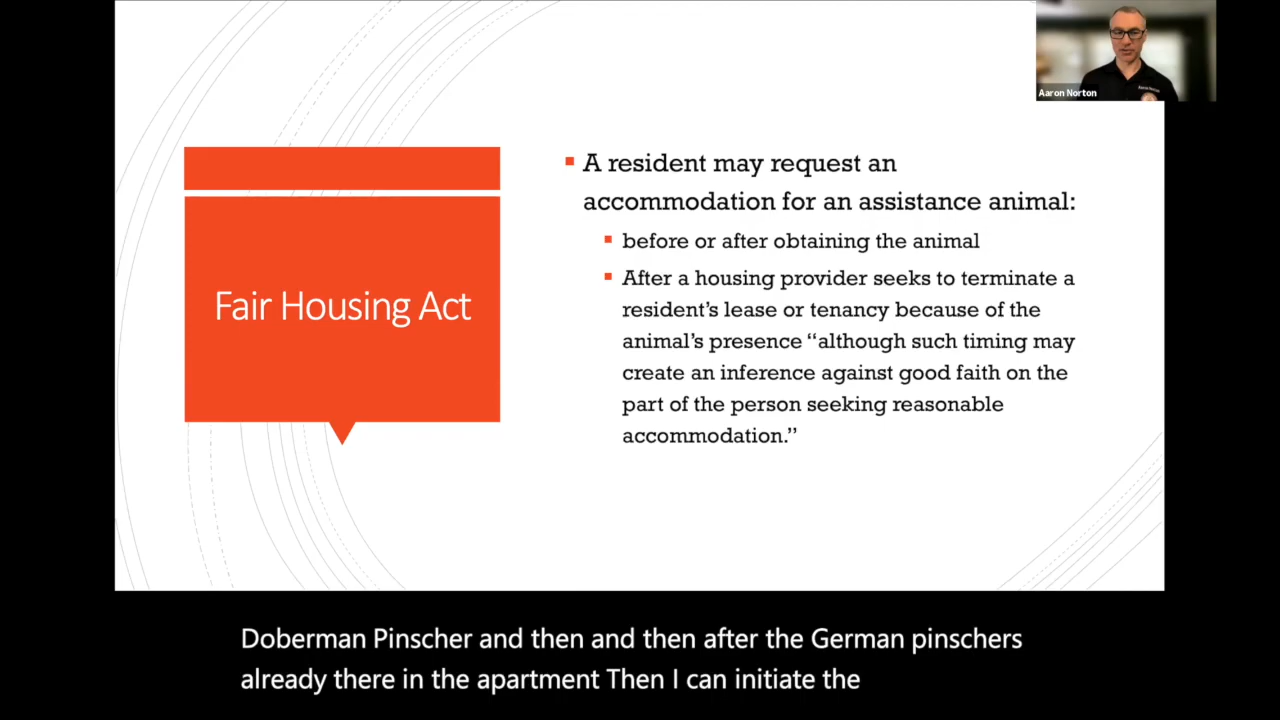 Aaron Norton
Fair Housing Act
▪ A resident may request an
accommodation for an assistance animal:
▪ before or after obtaining the animal
▪ After a housing provider seeks to terminate a
resident’s lease or tenancy because of the
animal’s presence “although such timing may
create an inference against good faith on the
part of the person seeking reasonable
accommodation.”
Doberman Pinscher and then and then after the German pinschers
already there in the apartment Then I can initiate the